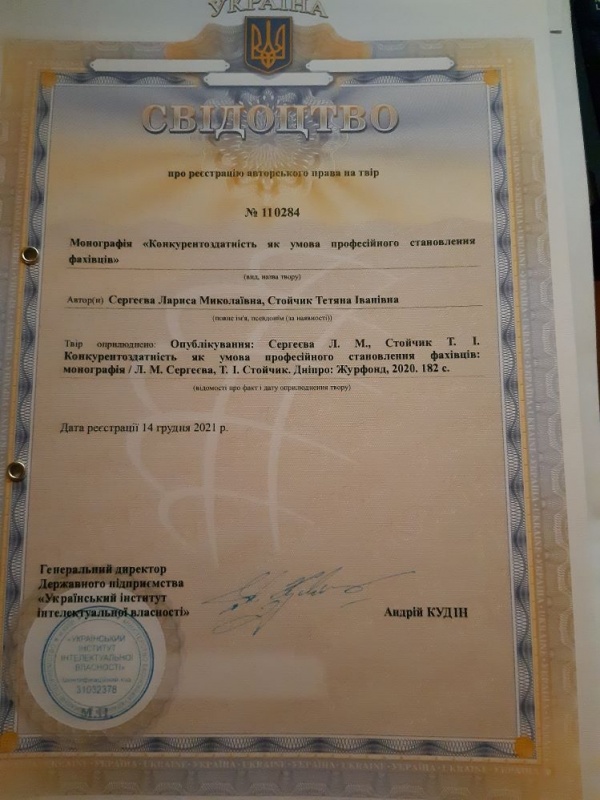 УКРАЇНА
СВІДОЦТВО
про реєстрацію авторського права на твір
№ 110284
Монографія «Конкурентоздатність як умова професійного становлення
фахівців»
(вид, назва твору)
Автор(и) Сергеєва Лариса Миколаївна, Стойчик Тетяна Іванівна
(повне ім'я, псевдонім (за наявності))
Твір оприлюднено: Опублікування: Сергеєва Л. М., Стойчик Т. І.
Конкурентоздатність як умова професійного становлення фахівців:
монографія / Л. М. Сергеєва, Т. І. Стойчик. Дніпро: Журфонд, 2020. 182 с.
(відомості про факт і дату оприлюднення твору)
Дата реєстрації 14 грудня 2021 р.
Генеральний директор
Державного підприємства
«Український інститут
інтелектуальної власності»
Андрій КУДІН
«УКРАЇНСЬКИЙ
ІНСТИТУТ
ІНТЕЛЕКТУАЛЬНОЇ
ВЛАСНОСТІ»
31032378
М.П.